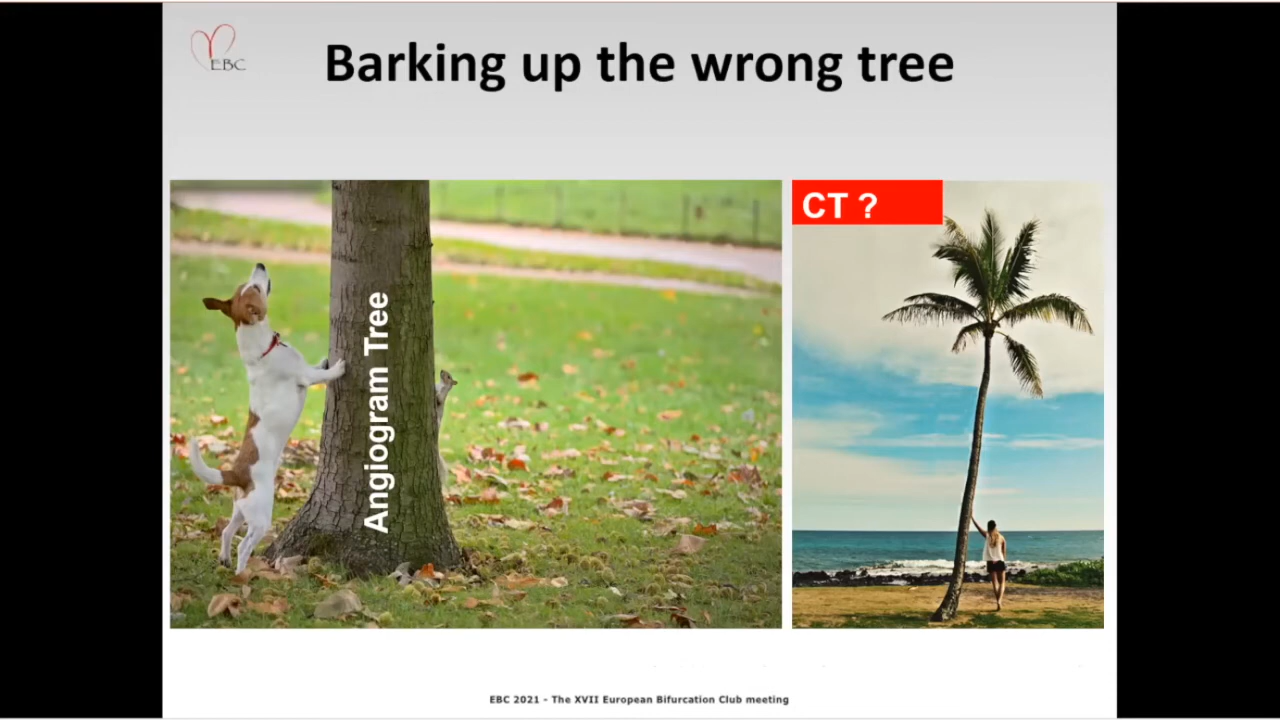 EBC
Barking up the wrong tree
Angiogram Tree
CT ?
EBC 2021 - The XVII European Bifurcation Club meeting